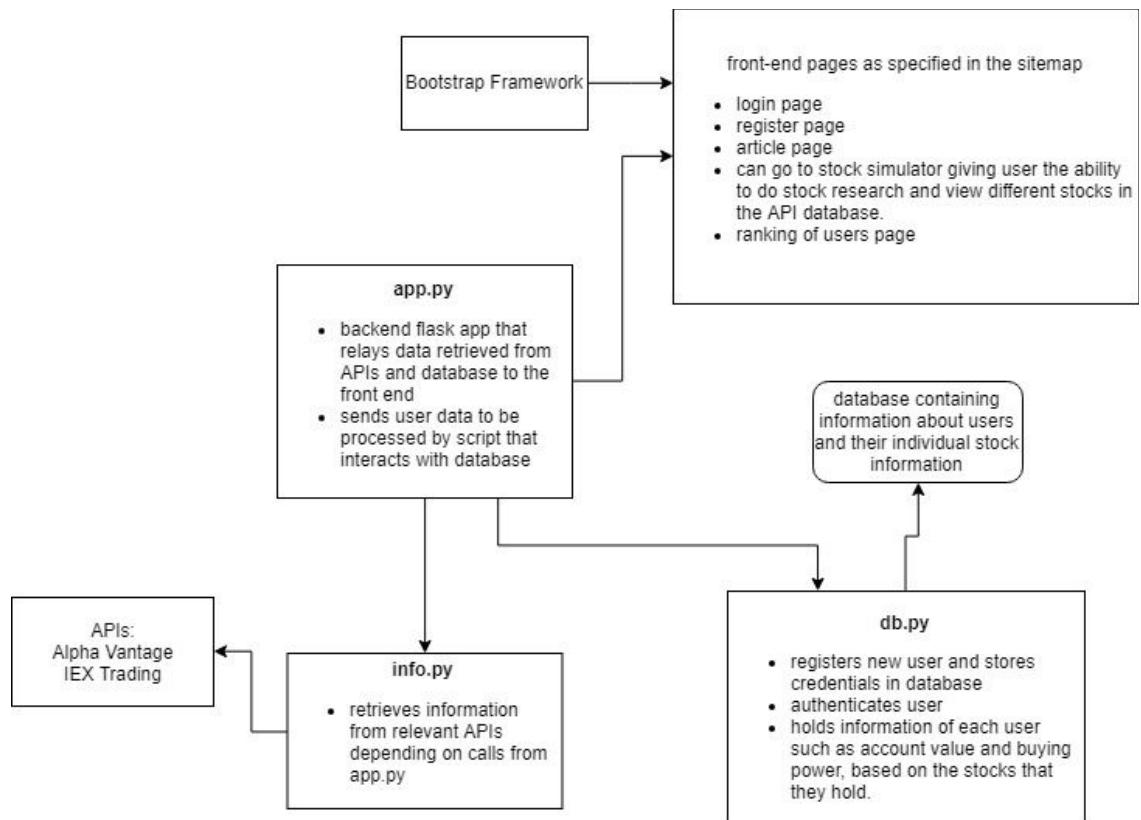 Bootstrap Framework
front-end pages as specified in the sitemap
• login page
• register page
• article page
• can go to stock simulator giving user the ability
to do stock research and view different stocks in
the API database.
• ranking of users page
app.py
• backend flask app that
relays data retrieved from
APIs and database to the
front end
• sends user data to be
processed by script that
interacts with database
database containing
information about users
and their individual stock
information
APIs:
Alpha Vantage
IEX Trading
info.py
• retrieves information
from relevant APIs
depending on calls from
app.py
db.py
• registers new user and stores
credentials in database
• authenticates user
• holds information of each user
such as account value and buying
power, based on the stocks that
they hold.